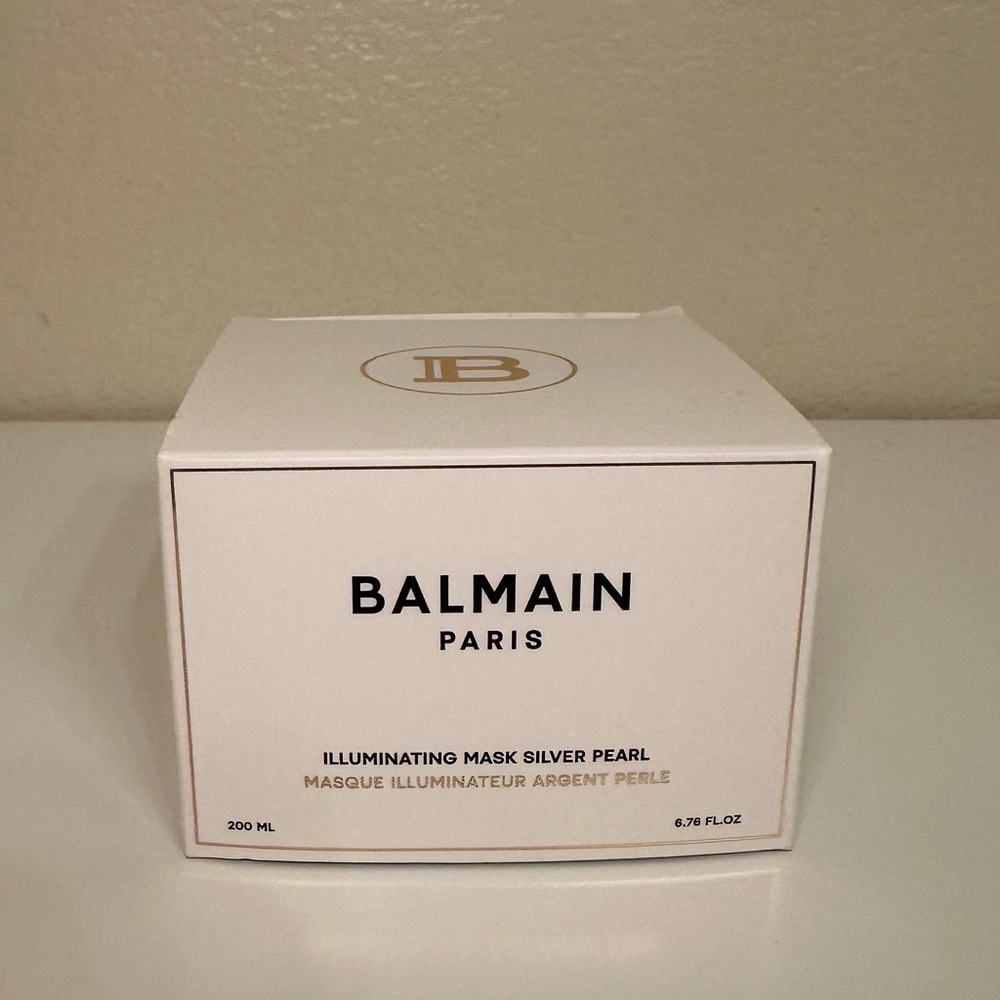 B
BALMAIN
PARIS
ILLUMINATING MASK SILVER PEARL
MASQUE ILLUMINATEUR ARGENT PERLE
200 ML
6.76 FL.OZ